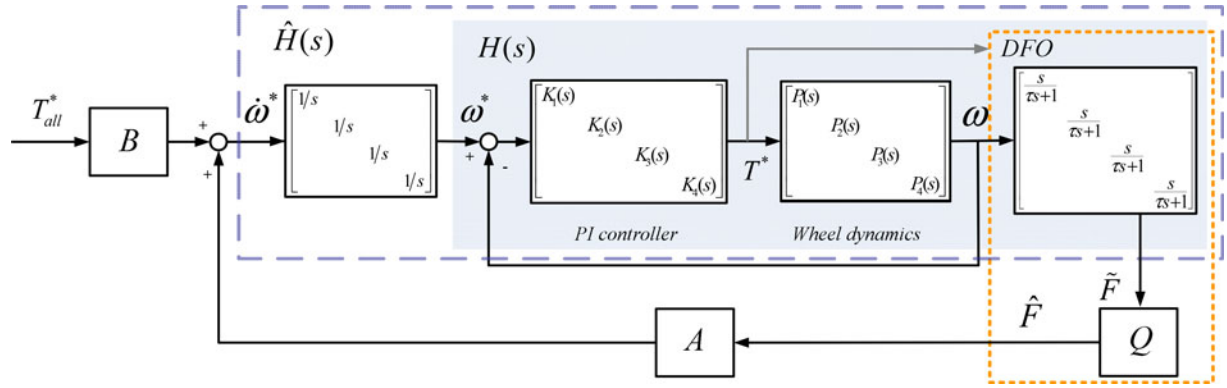 Ĥ(s)
H(s)
DFO
T*all
B
+
+
ω̇*
1/s
1/s
1/s
1/s
ω*
+
-
K₁(s)
K₂(s)
K₃(s)
K₄(s)
PI controller
T*
P₁(s)
P₂(s)
P₃(s)
P₄(s)
Wheel dynamics
ω
s/(τs+1)
s/(τs+1)
s/(τs+1)
s/(τs+1)
F̃
F̂
A
Q